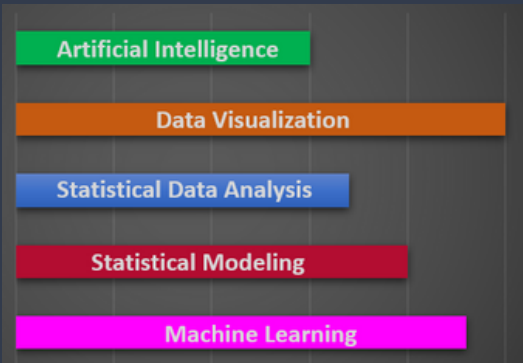 Artificial Intelligence
Data Visualization
Statistical Data Analysis
Statistical Modeling
Machine Learning